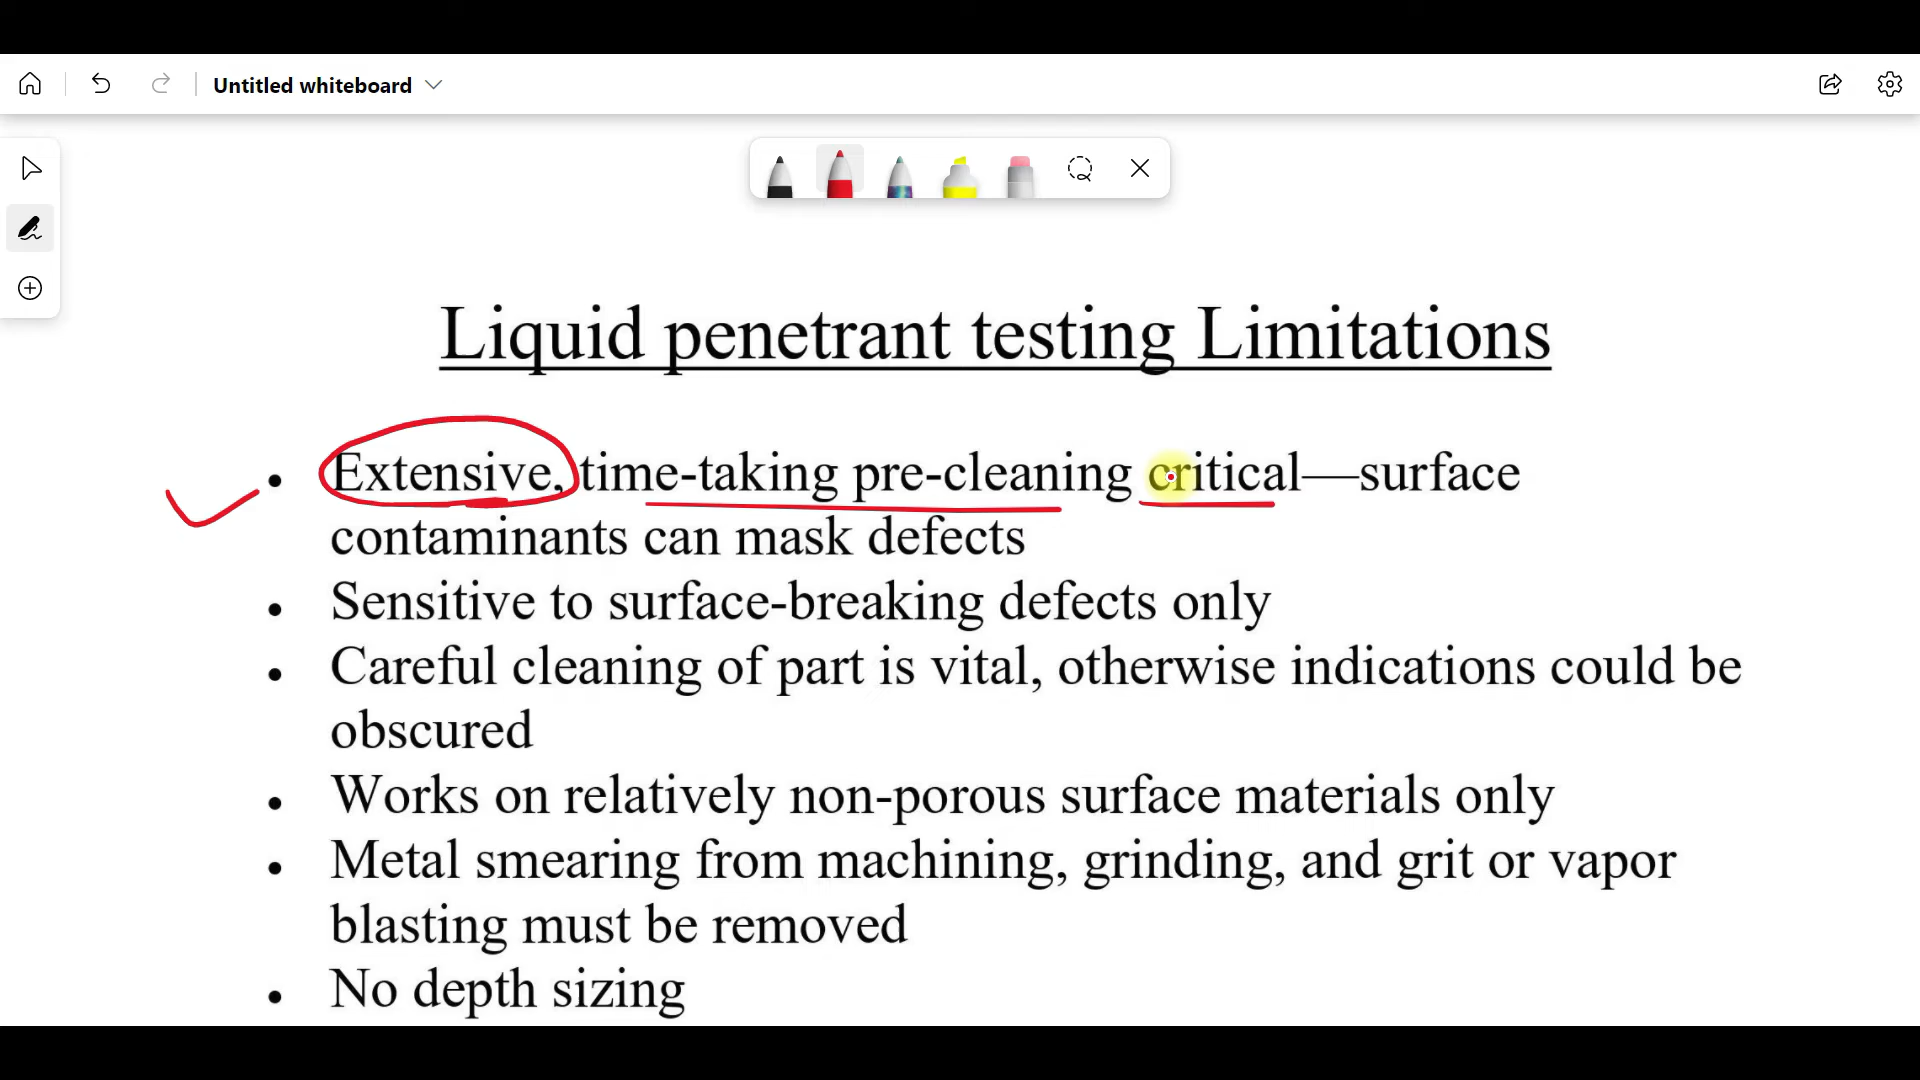 Untitled whiteboard
Liquid penetrant testing Limitations
• Extensive, time-taking pre-cleaning critical—surface
contaminants can mask defects
• Sensitive to surface-breaking defects only
• Careful cleaning of part is vital, otherwise indications could be
obscured
• Works on relatively non-porous surface materials only
• Metal smearing from machining, grinding, and grit or vapor
blasting must be removed
• No depth sizing